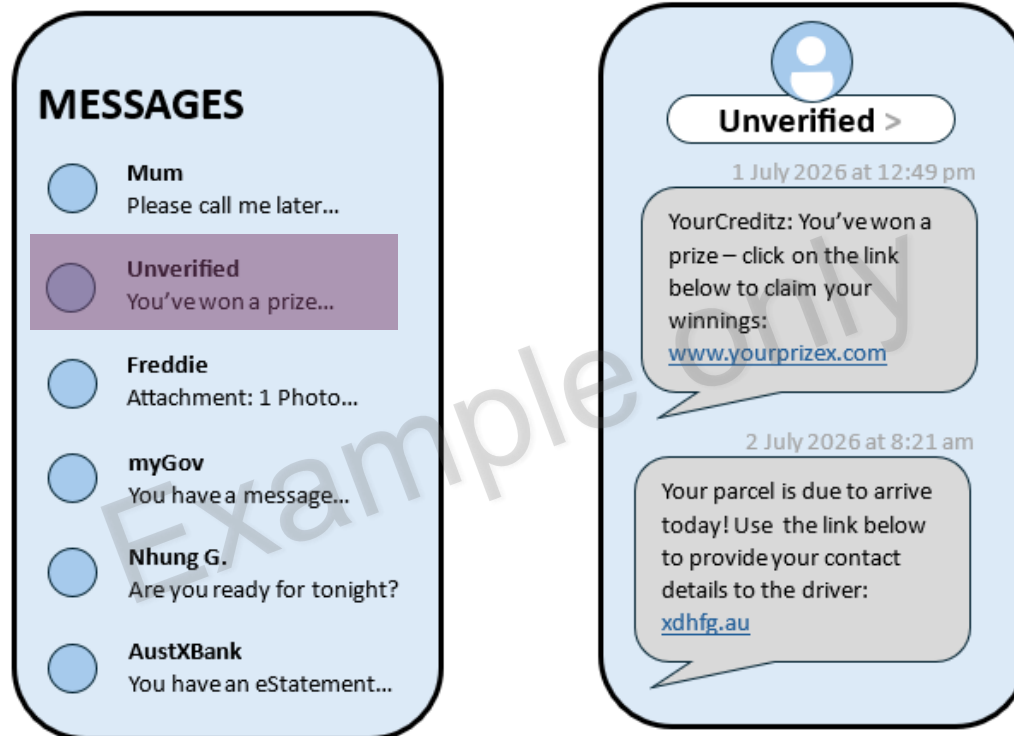 MESSAGES
Mum
Please call me later...
Unverified
You've won a prize...
Freddie
Attachment: 1 Photo...
myGov
You have a message...
Nhung G.
Are you ready for tonight?
AustXBank
You have an eStatement...
Unverified >
1 July 2026 at 12:49 pm
YourCreditz: You've won a
prize – click on the link
below to claim your
winnings:
www.yourprizex.com
2 July 2026 at 8:21 am
Your parcel is due to arrive
today! Use the link below
to provide your contact
details to the driver:
xdhfg.au
Example only